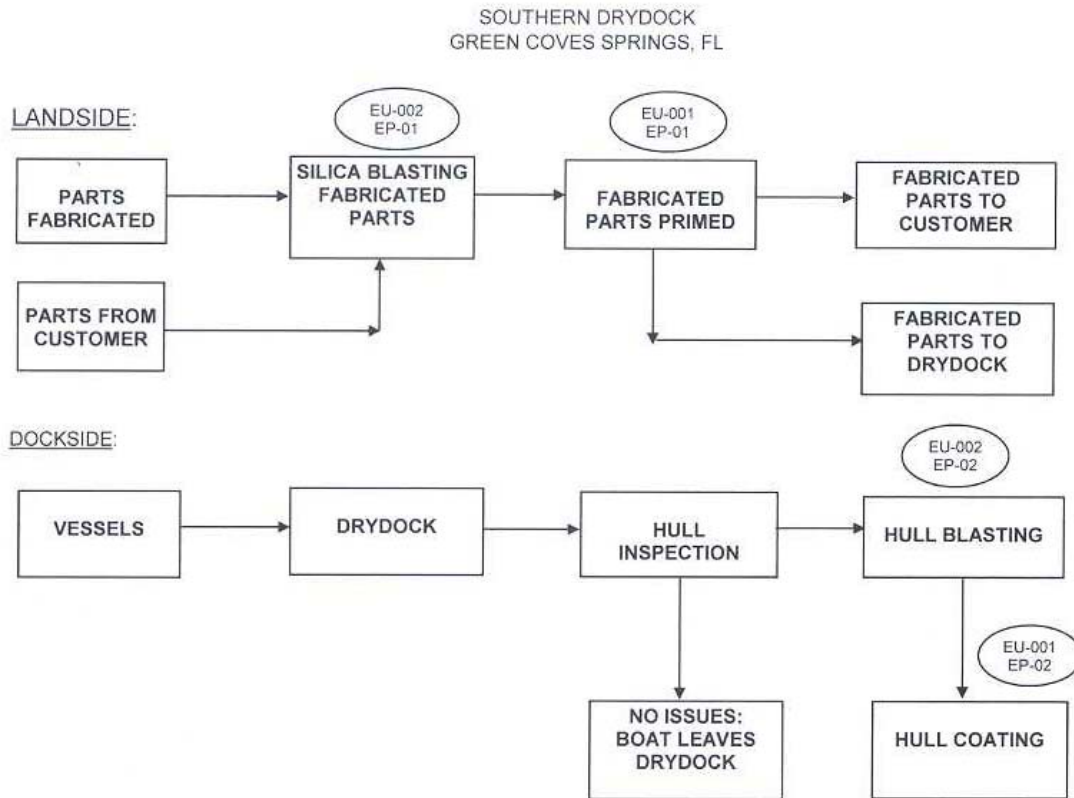 SOUTHERN DRYDOCK
GREEN COVES SPRINGS, FL
LANDSIDE:
EU-002
EP-01
EU-001
EP-01
PARTS
FABRICATED
SILICA BLASTING
FABRICATED
PARTS
FABRICATED
PARTS PRIMED
FABRICATED
PARTS TO
CUSTOMER
PARTS FROM
CUSTOMER
FABRICATED
PARTS TO
DRYDOCK
DOCKSIDE:
EU-002
EP-02
VESSELS
DRYDOCK
HULL
INSPECTION
HULL BLASTING
EU-001
EP-02
NO ISSUES:
BOAT LEAVES
DRYDOCK
HULL COATING